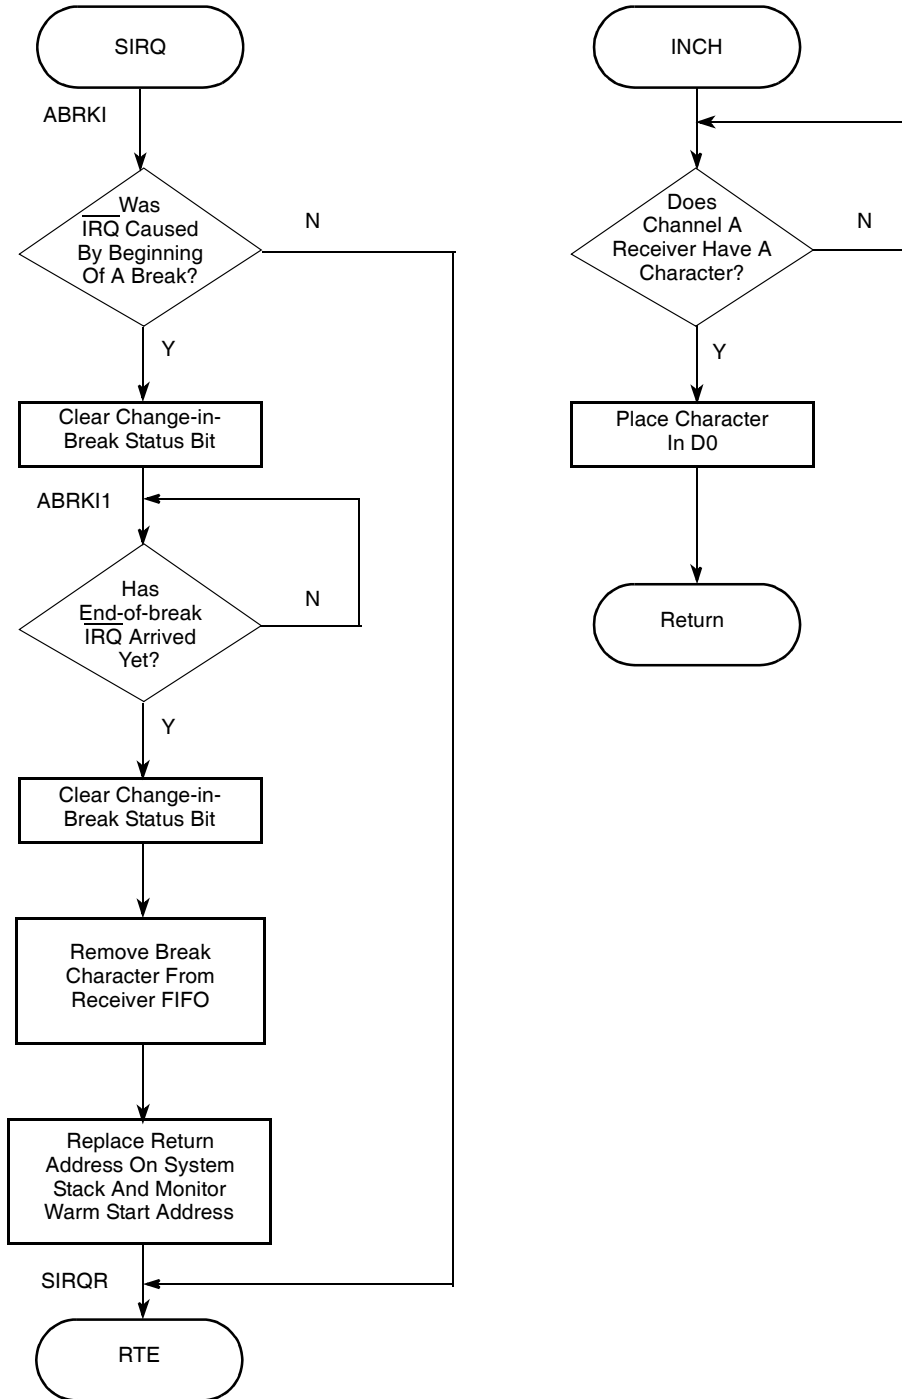 SIRQ
ABRKI
Was
IRQ Caused
By Beginning
Of A Break?
N
Y
Clear Change-in-
Break Status Bit
ABRKI1
Has
End-of-break
IRQ Arrived
Yet?
N
Y
Clear Change-in-
Break Status Bit
Remove Break
Character From
Receiver FIFO
Replace Return
Address On System
Stack And Monitor
Warm Start Address
SIRQR
RTE
INCH
Does
Channel A
Receiver Have A
Character?
N
Y
Place Character
In D0
Return